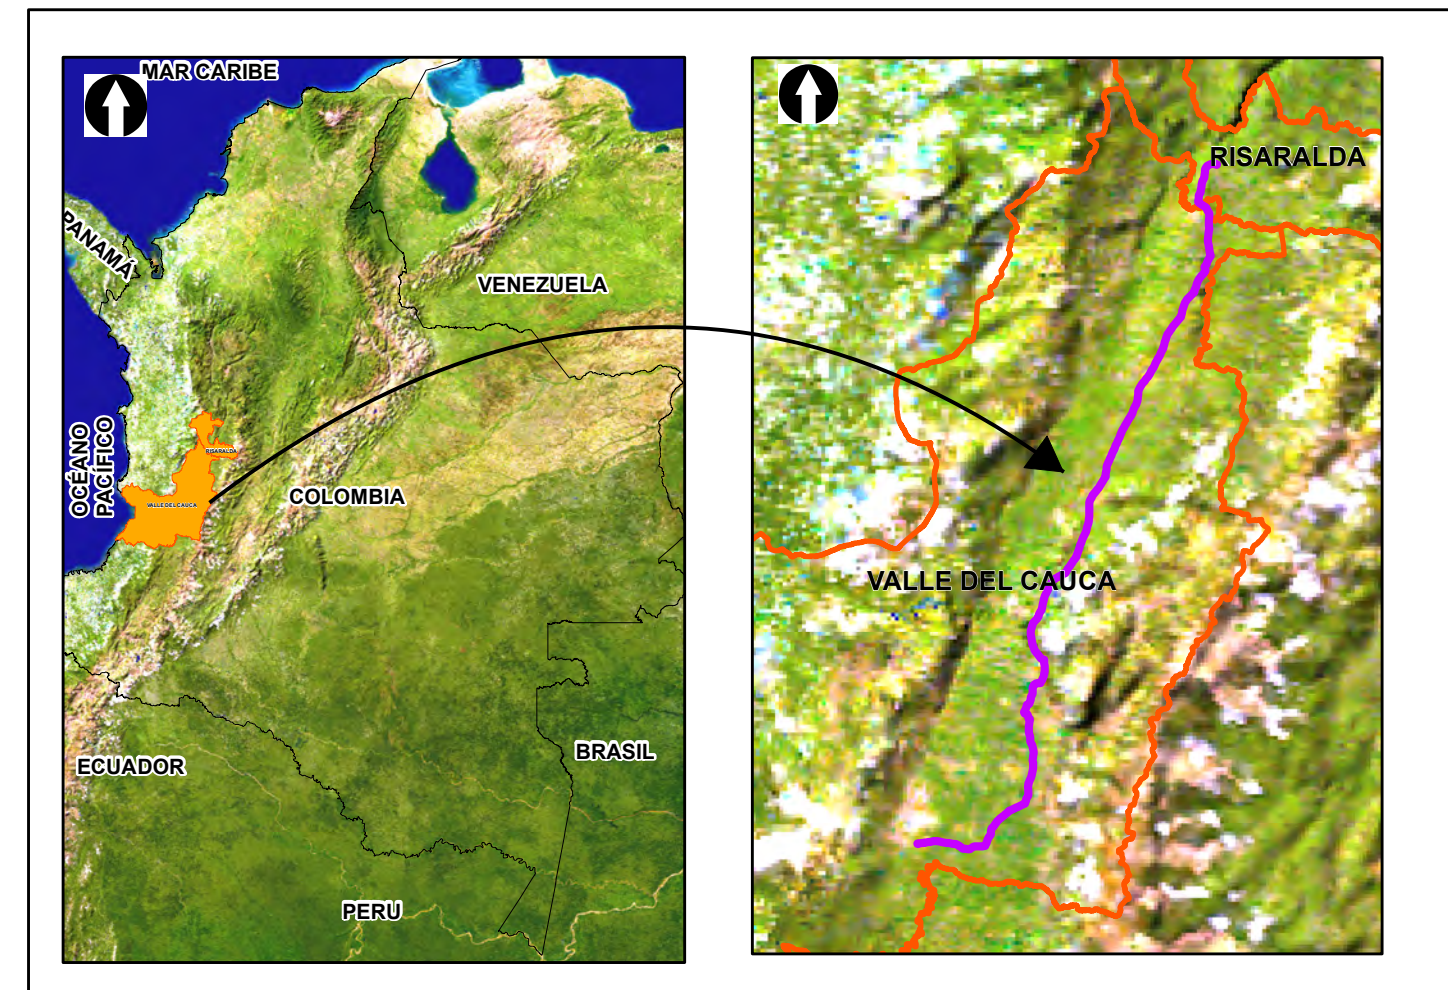 MAR CARIBE
PANAMÁ
VENEZUELA
OCÉANO
PACÍFICO
RISARALDA
VALLE DEL CAUCA
COLOMBIA
ECUADOR
BRASIL
PERU
RISARALDA
VALLE DEL CAUCA